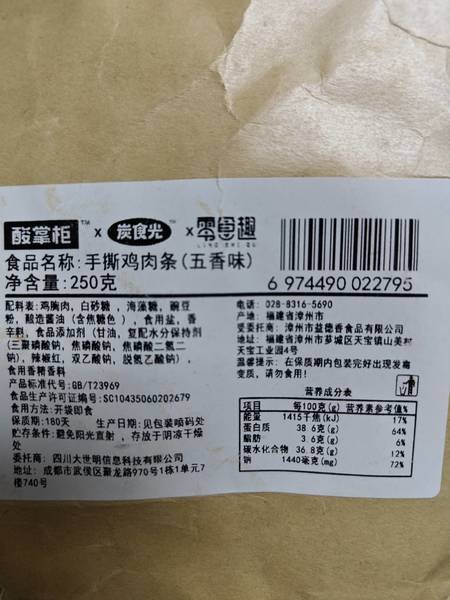 酸掌柜™ x 炭食光™ x 零食趣
LING SHI QU
食品名称:手撕鸡肉条(五香味)
净含量:250克
6 974490 022795
配料表:鸡胸肉, 白砂糖, 海藻糖, 豌豆
粉, 酿造酱油(含焦糖色), 食用盐, 香
辛料, 食品添加剂(甘油, 复配水分保持剂
(三聚磷酸钠, 焦磷酸钠, 焦磷酸二氢二
钠), 辣椒红, 双乙酸钠, 脱氢乙酸钠),
食用香精香料
产品标准代号:GB/T23969
食品生产许可证编号:SC10435060202679
食用方法:开袋即食
保质期:180天 生产日期:见包装喷码处
贮存条件:避免阳光直射, 存放于阴凉干燥
处
委托商: 四川大世明信息科技有限公司
地址:成都市武侯区聚龙路970号1栋1单元7
楼740号
电话: 028-8316-5690
产地: 福建省漳州市
受委托商: 漳州市益德香食品有限公司
地址: 福建省漳州市芗城区天宝镇山美村
天宝工业园4号
温馨提示: 在保质期内包装完好出现发霉
变质, 请勿食用!
营养成分表
项目 每100克(g) 营养素参考值%
能量 1415千焦(kJ) 17%
蛋白质 38.6克(g) 64%
脂肪 3.6克(g) 6%
碳水化合物 36.8克(g) 12%
钠 1440毫克(mg) 72%